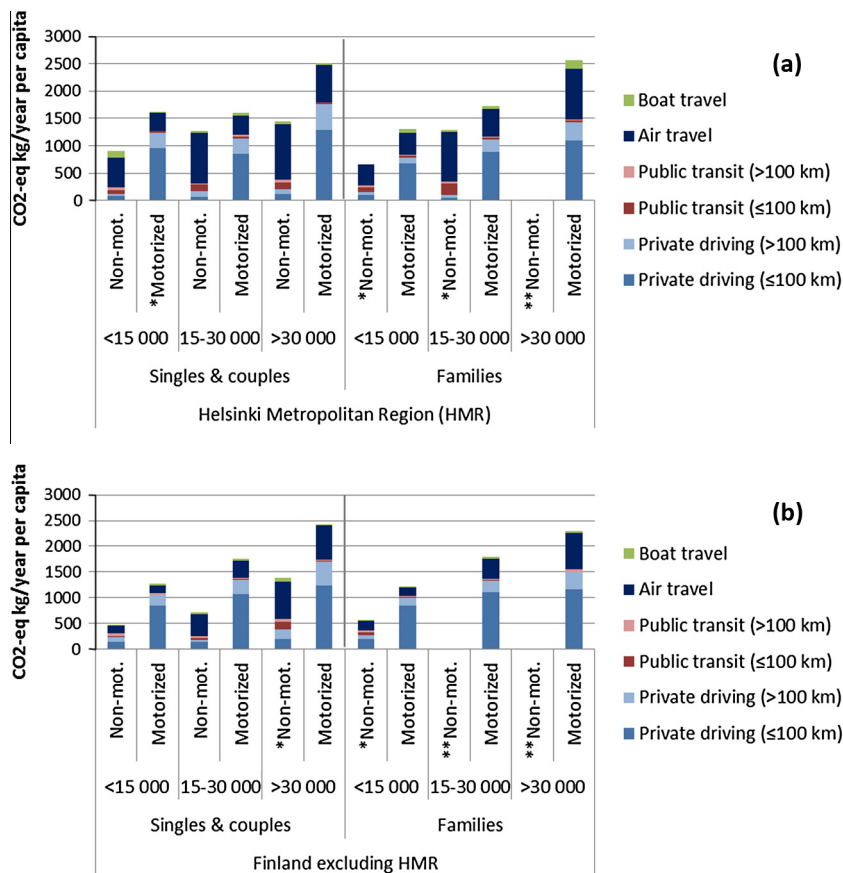 CO2-eq kg/year per capita
3000
2500
2000
1500
1000
500
0
Non-mot.
*Motorized
Non-mot.
Motorized
Non-mot.
Motorized
*Non-mot.
Motorized
*Non-mot.
Motorized
**Non-mot.
Motorized
<15 000 15-30 000 >30 000 <15 000 15-30 000 >30 000
Singles & couples Families
Helsinki Metropolitan Region (HMR)
(a)
Boat travel
Air travel
Public transit (>100 km)
Public transit (≤100 km)
Private driving (>100 km)
Private driving (≤100 km)
CO2-eq kg/year per capita
3000
2500
2000
1500
1000
500
0
Non-mot.
Motorized
Non-mot.
Motorized
*Non-mot.
Motorized
*Non-mot.
Motorized
**Non-mot.
Motorized
**Non-mot.
Motorized
<15 000 15-30 000 >30 000 <15 000 15-30 000 >30 000
Singles & couples Families
Finland excluding HMR
(b)
Boat travel
Air travel
Public transit (>100 km)
Public transit (≤100 km)
Private driving (>100 km)
Private driving (≤100 km)